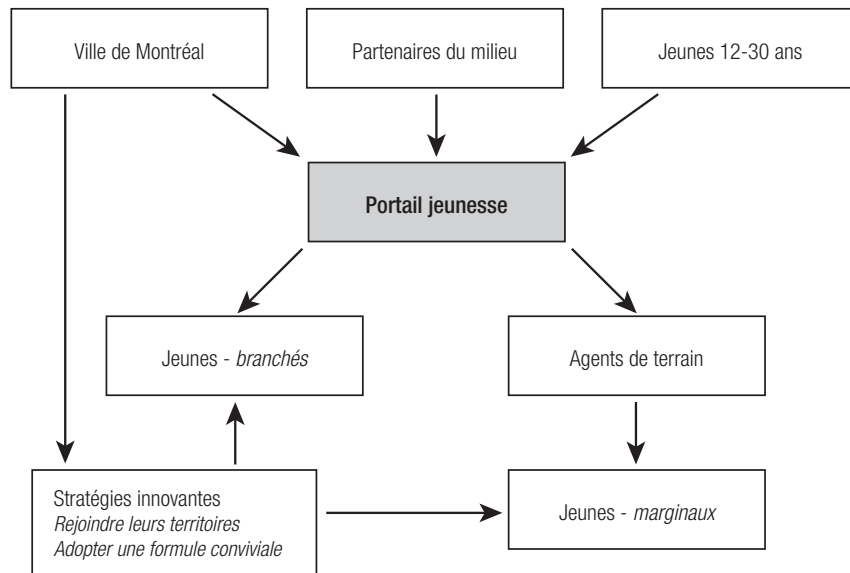 Ville de Montréal
Partenaires du milieu
Jeunes 12-30 ans
Portail jeunesse
Jeunes - branchés
Agents de terrain
Stratégies innovantes
Rejoindre leurs territoires
Adopter une formule conviviale
Jeunes - marginaux